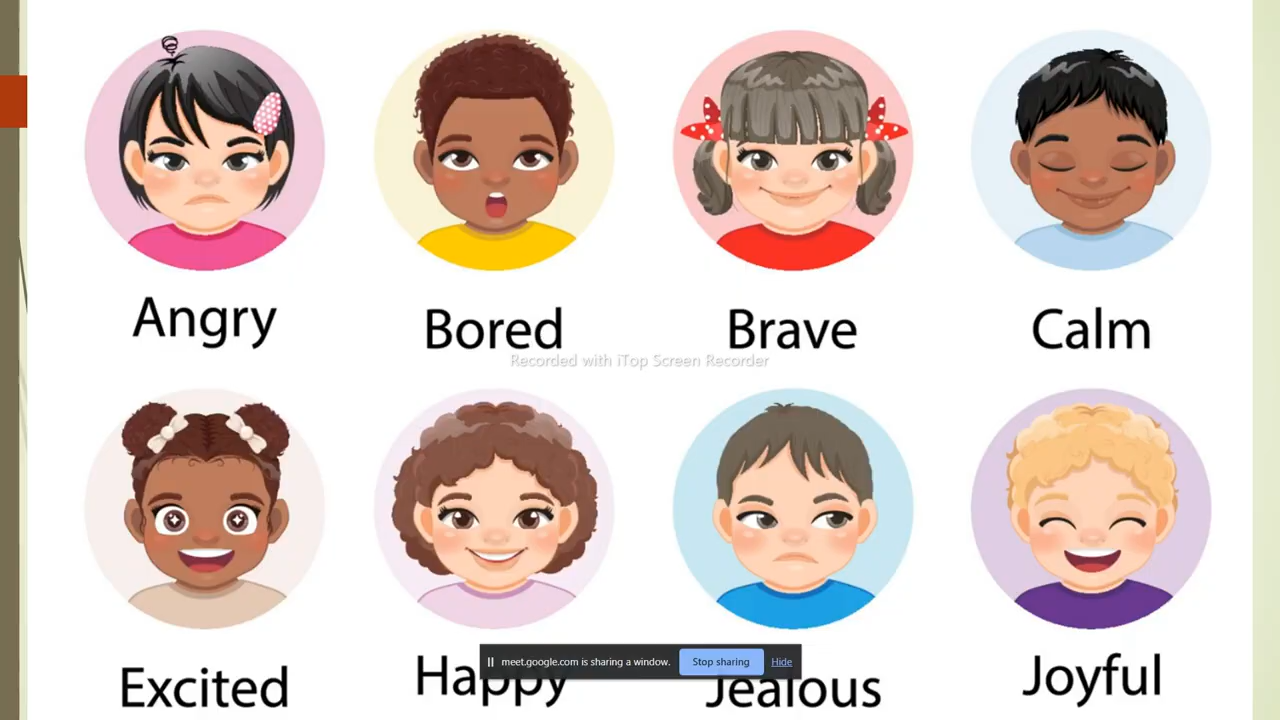 Angry Bored Brave Calm
Recorded with iTop Screen Recorder
meet.google.com is sharing a window. Stop sharing Hide
Excited Happy Jealous Joyful